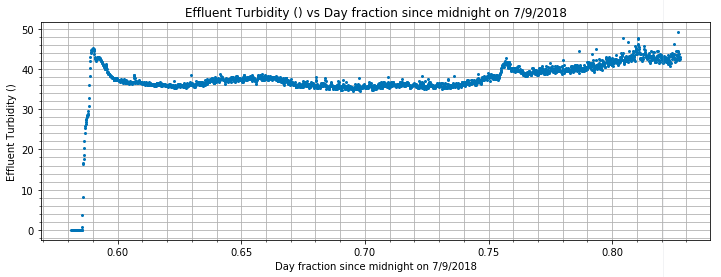 Effluent Turbidity () vs Day fraction since midnight on 7/9/2018
Effluent Turbidity ()
50
40
30
20
10
0
0.60 0.65 0.70 0.75 0.80
Day fraction since midnight on 7/9/2018